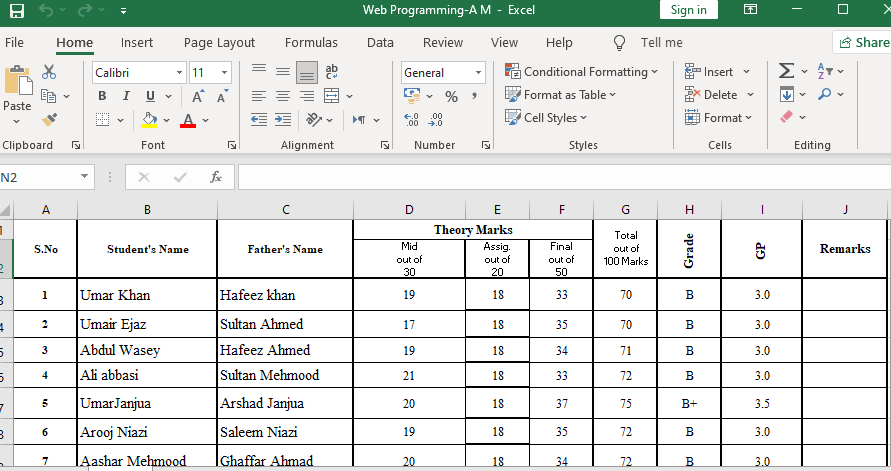 Web Programming-A M - Excel
Sign in
File Home Insert Page Layout Formulas Data Review View Help Tell me Share
Calibri 11 ab General Conditional Formatting Insert
Paste B I U A A % , Format as Table Delete
A Cell Styles Format
Clipboard Font Alignment Number Styles Cells Editing
N2 fx
A B C D E F G H I J
1
S.No Student's Name Father's Name Theory Marks Total out of 100 Marks Grade GP Remarks
2
Mid out of 30 Assig. out of 20 Final out of 50
3 1 Umar Khan Hafeez khan 19 18 33 70 B 3.0
4 2 Umair Ejaz Sultan Ahmed 17 18 35 70 B 3.0
5 3 Abdul Wasey Hafeez Ahmed 19 18 34 71 B 3.0
6 4 Ali abbasi Sultan Mehmood 21 18 33 72 B 3.0
7 5 UmarJanjua Arshad Janjua 20 18 37 75 B+ 3.5
8 6 Arooj Niazi Saleem Niazi 19 18 35 72 B 3.0
7 Aashar Mehmood Ghaffar Ahmad 20 18 34 72 B 3.0